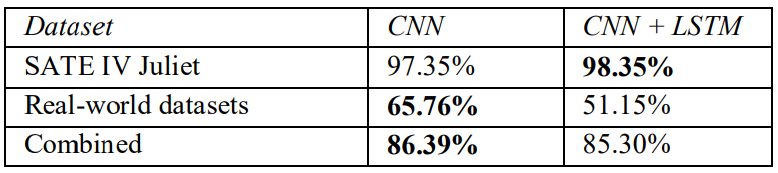 Dataset CNN CNN + LSTM
SATE IV Juliet 97.35% 98.35%
Real-world datasets 65.76% 51.15%
Combined 86.39% 85.30%